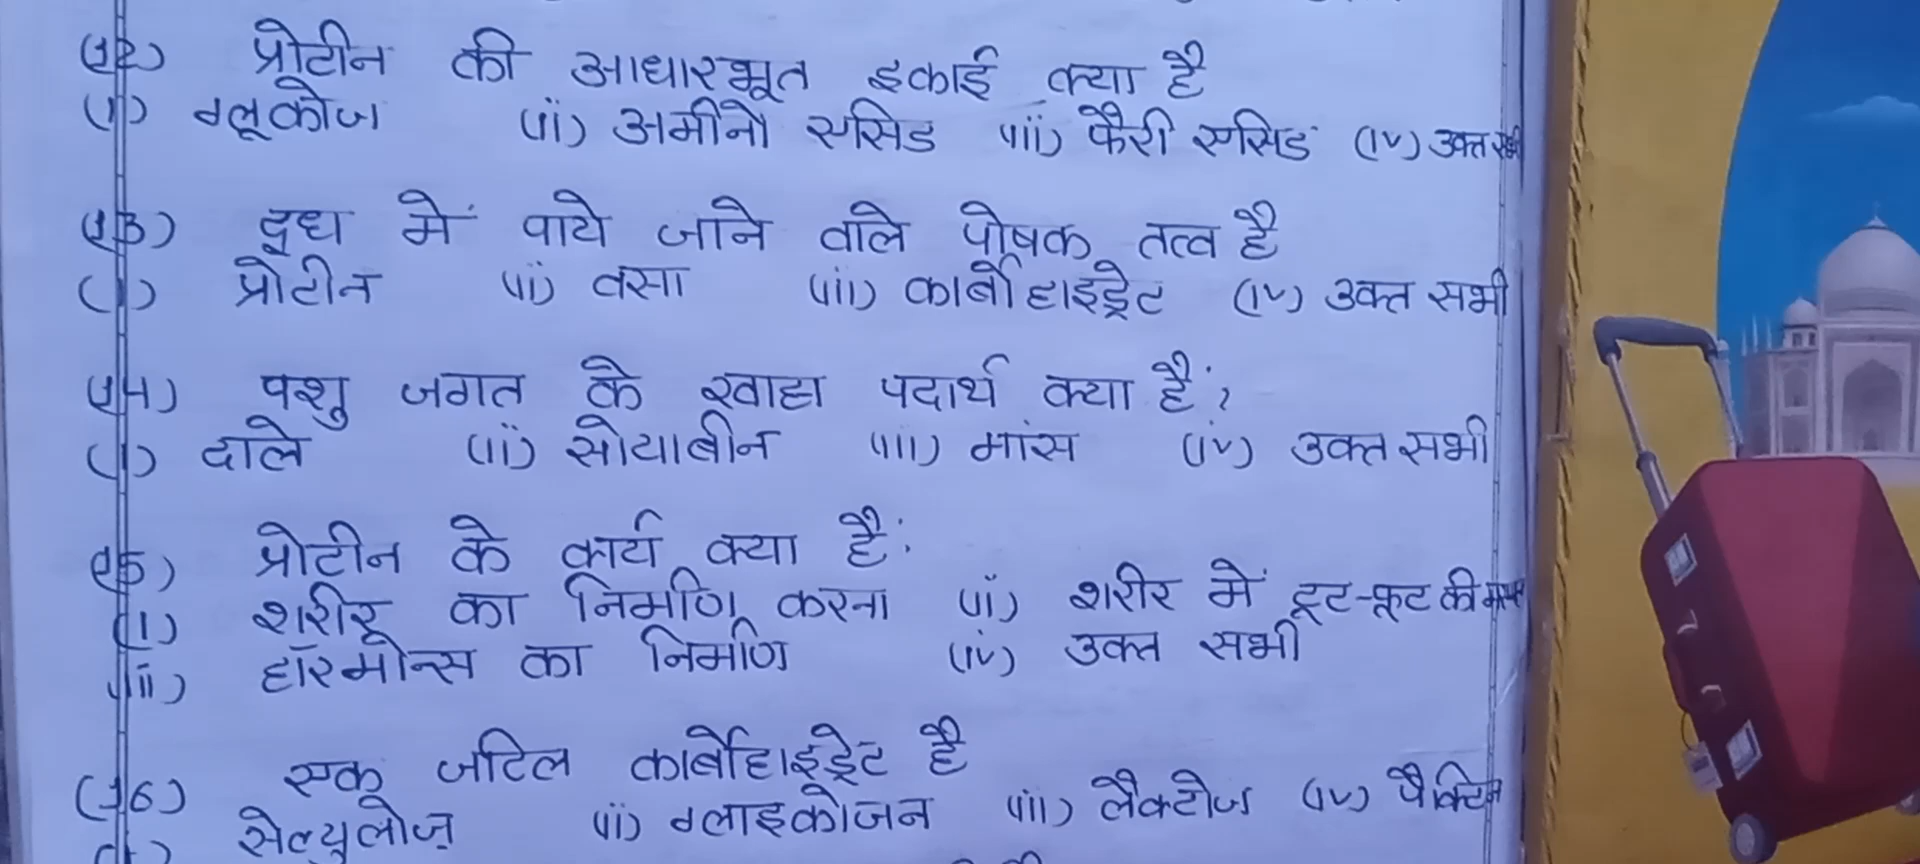 (12) प्रोटीन की आधारभूत इकाई क्या है
(i) ग्लूकोज (ii) अमीनो एसिड (iii) फैरी एसिड (iv) उक्त सभी
(13) दूध में पाये जाने वाले पोषक तत्व है
(i) प्रोटीन (ii) वसा (iii) कार्बोहाइड्रेट (iv) उक्त सभी
(14) पशु जगत के खाद्य पदार्थ क्या हैं?
(i) दाले (ii) सोयाबीन (iii) मांस (iv) उक्त सभी
(15) प्रोटीन के कार्य क्या हैं:
(i) शरीर का निर्माण करना (ii) शरीर में टूट-फूट की
(iii) हॉरमोन्स का निर्माण (iv) उक्त सभी
(16) एक जटिल कार्बोहाइड्रेट है
(i) सेल्युलोज (ii) ग्लाइकोजन (iii) लैक्टोज (iv) पैक्टिन